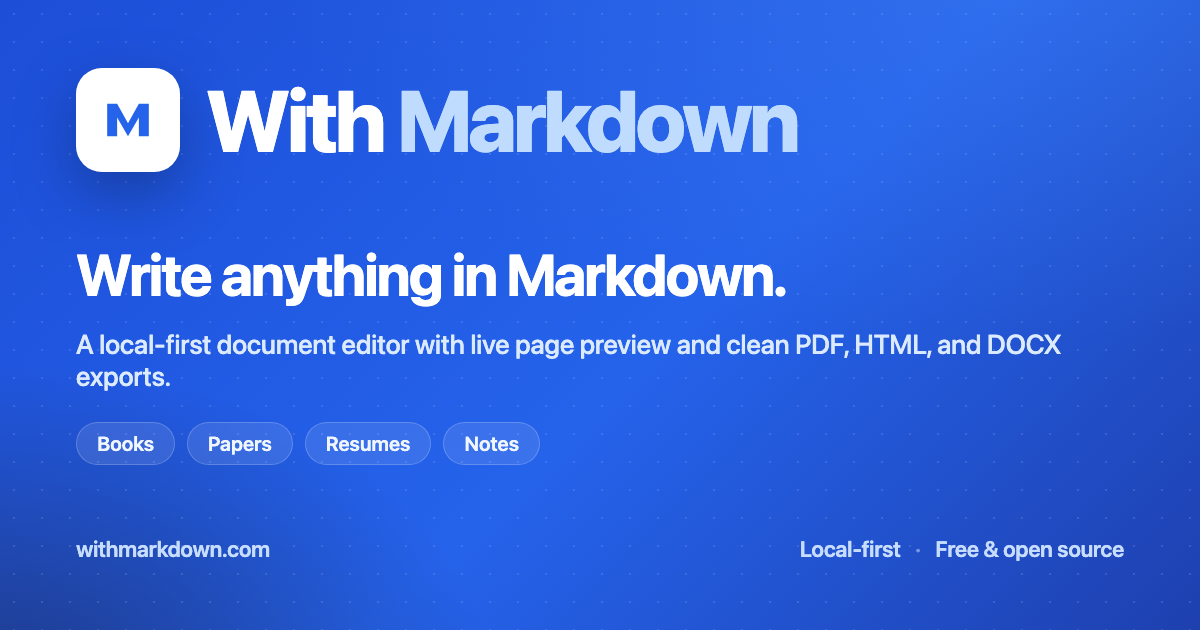 M
With Markdown
Write anything in Markdown.
A local-first document editor with live page preview and clean PDF, HTML, and DOCX
exports.
Books Papers Resumes Notes
withmarkdown.com Local-first · Free & open source